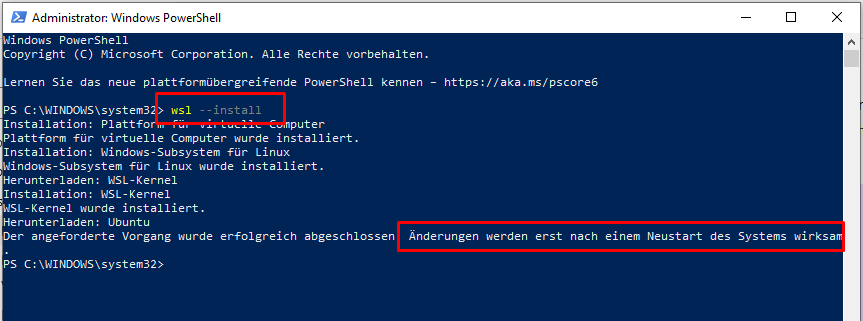 Administrator: Windows PowerShell
Windows PowerShell
Copyright (C) Microsoft Corporation. Alle Rechte vorbehalten.
Lernen Sie das neue plattformübergreifende PowerShell kennen – https://aka.ms/pscore6
PS C:\WINDOWS\system32> wsl --install
Installation: Plattform für virtuelle Computer
Plattform für virtuelle Computer wurde installiert.
Installation: Windows-Subsystem für Linux
Windows-Subsystem für Linux wurde installiert.
Herunterladen: WSL-Kernel
Installation: WSL-Kernel
WSL-Kernel wurde installiert.
Herunterladen: Ubuntu
Der angeforderte Vorgang wurde erfolgreich abgeschlossen. Änderungen werden erst nach einem Neustart des Systems wirksam
.
PS C:\WINDOWS\system32>